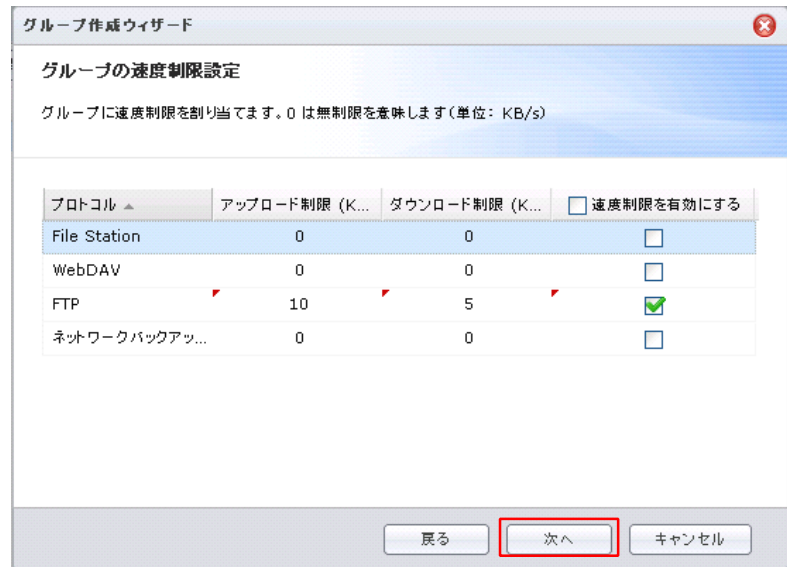 グループ作成ウィザード
グループの速度制限設定
グループに速度制限を割り当てます。0 は無制限を意味します(単位: KB/s)
プロトコル アップロード制限 (K... ダウンロード制限 (K... 速度制限を有効にする
File Station 0 0
WebDAV 0 0
FTP 10 5
ネットワークバックアッ... 0 0
戻る 次へ キャンセル